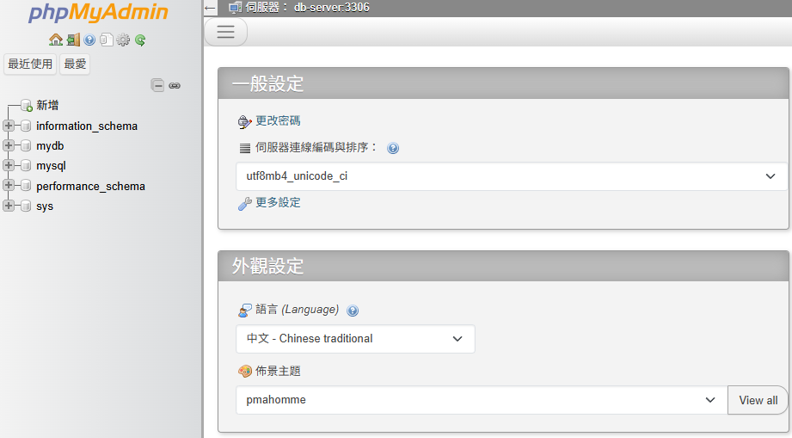 phpMyAdmin
最近使用 最愛
新增
information_schema
mydb
mysql
performance_schema
sys
伺服器： db-server:3306
一般設定
更改密碼
伺服器連線編碼與排序：
utf8mb4_unicode_ci
更多設定
外觀設定
語言 (Language)
中文 - Chinese traditional
佈景主題
pmahomme View all